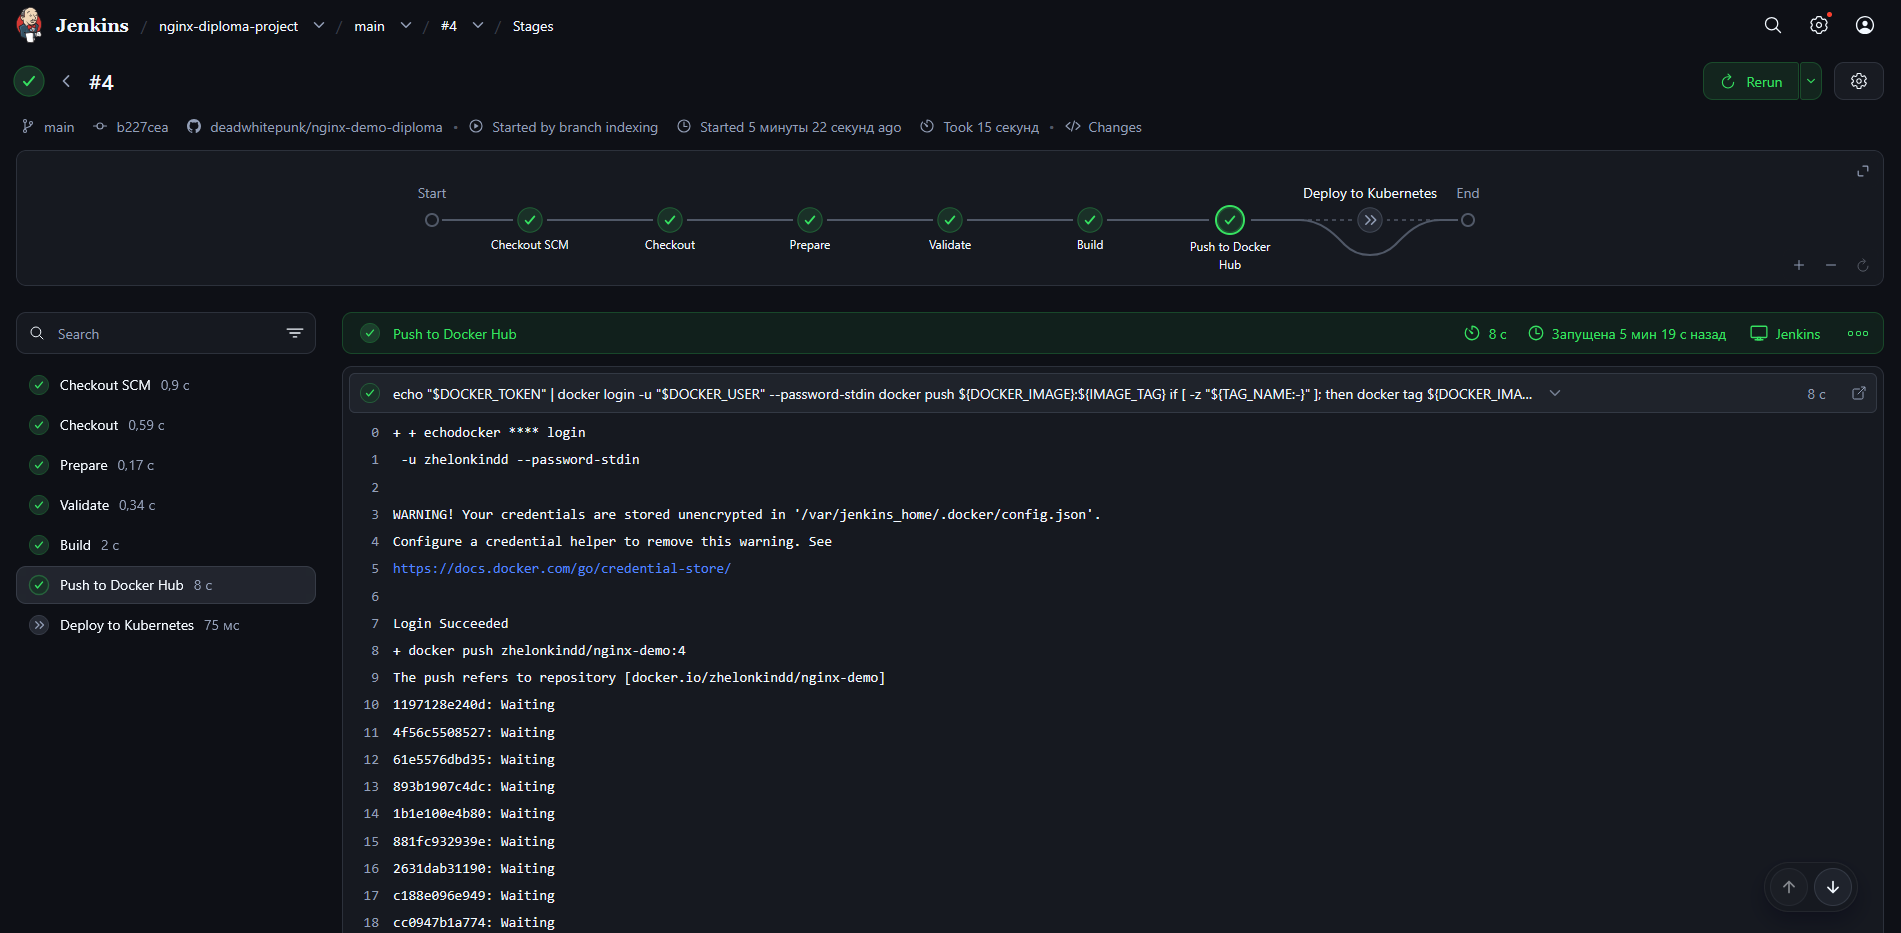 Jenkins / nginx-diploma-project / main / #4 / Stages
#4
Rerun
main b227cea deadwhitepunk/nginx-demo-diploma • Started by branch indexing Started 5 минуты 22 секунд ago Took 15 секунд • Changes
Start Deploy to Kubernetes End
Checkout SCM Checkout Prepare Validate Build Push to Docker
Hub
Search
Checkout SCM 0,9 с
Checkout 0,59 с
Prepare 0,17 с
Validate 0,34 с
Build 2 с
Push to Docker Hub 8 с
Deploy to Kubernetes 75 мс
Push to Docker Hub 8 с Запущена 5 мин 19 с назад Jenkins
echo "$DOCKER_TOKEN" | docker login -u "$DOCKER_USER" --password-stdin docker push ${DOCKER_IMAGE}:${IMAGE_TAG} if [ -z "${TAG_NAME:-}" ]; then docker tag ${DOCKER_IMA... 8 с
0 + + echodocker **** login
1 -u zhelonkindd --password-stdin
2
3 WARNING! Your credentials are stored unencrypted in '/var/jenkins_home/.docker/config.json'.
4 Configure a credential helper to remove this warning. See
5 https://docs.docker.com/go/credential-store/
6
7 Login Succeeded
8 + docker push zhelonkindd/nginx-demo:4
9 The push refers to repository [docker.io/zhelonkindd/nginx-demo]
10 1197128e240d: Waiting
11 4f56c5508527: Waiting
12 61e5576dbd35: Waiting
13 893b1907c4dc: Waiting
14 1b1e100e4b80: Waiting
15 881fc932939e: Waiting
16 2631dab31190: Waiting
17 c188e096e949: Waiting
18 cc0947b1a774: Waiting